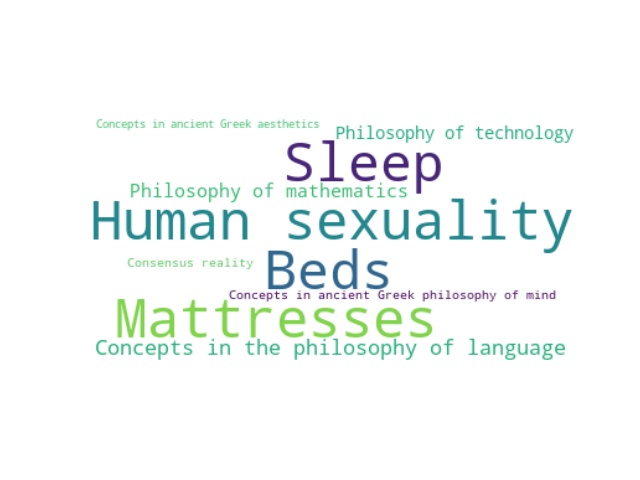 Concepts in ancient Greek aesthetics
Philosophy of technology
Sleep
Philosophy of mathematics
Human sexuality
Consensus reality
Beds
Concepts in ancient Greek philosophy of mind
Mattresses
Concepts in the philosophy of language